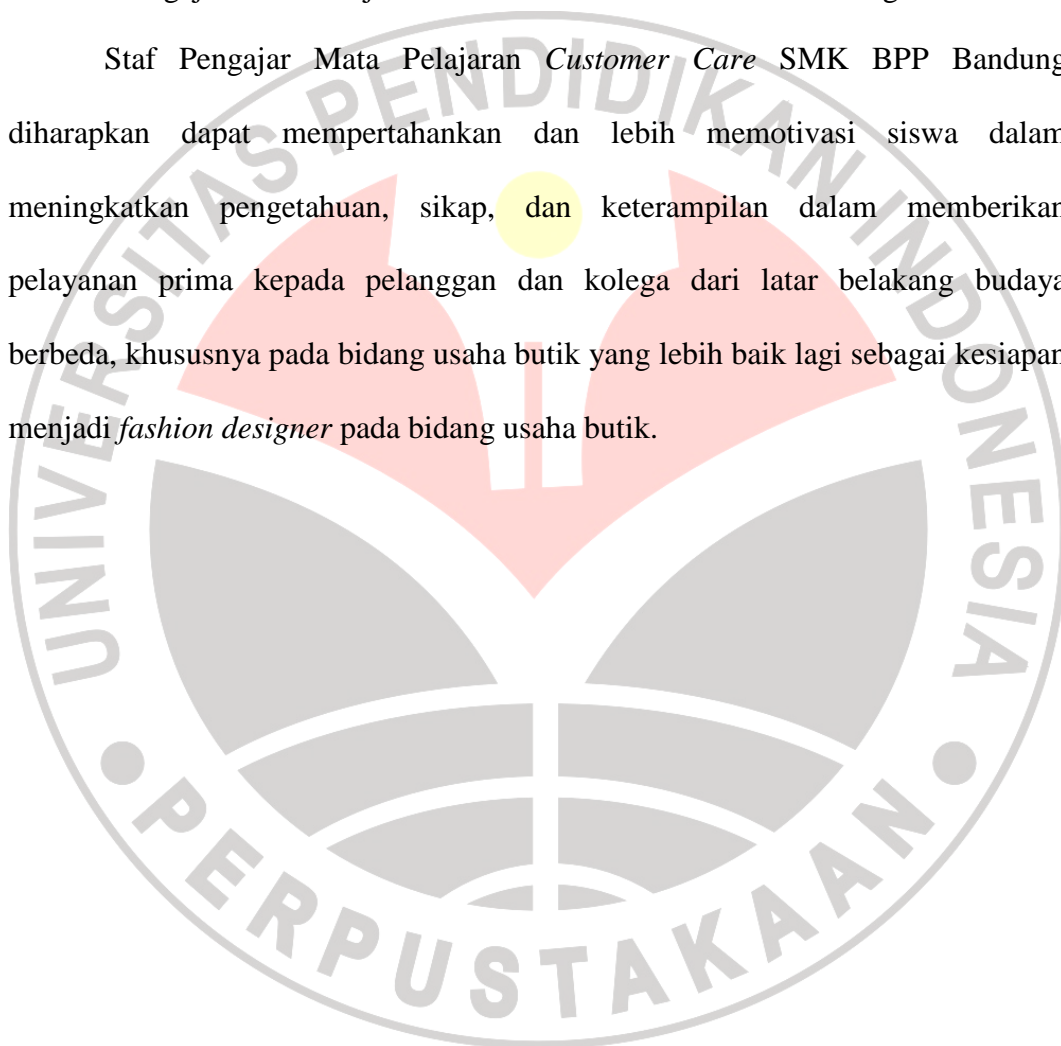 Staf Pengajar Mata Pelajaran Customer Care SMK BPP Bandung
diharapkan dapat mempertahankan dan lebih memotivasi siswa dalam
meningkatkan pengetahuan, sikap, dan keterampilan dalam memberikan
pelayanan prima kepada pelanggan dan kolega dari latar belakang budaya
berbeda, khususnya pada bidang usaha butik yang lebih baik lagi sebagai kesiapan
menjadi fashion designer pada bidang usaha butik.
UNIVERSITAS PENDIDIKAN INDONESIA
PERPUSTAKAAN